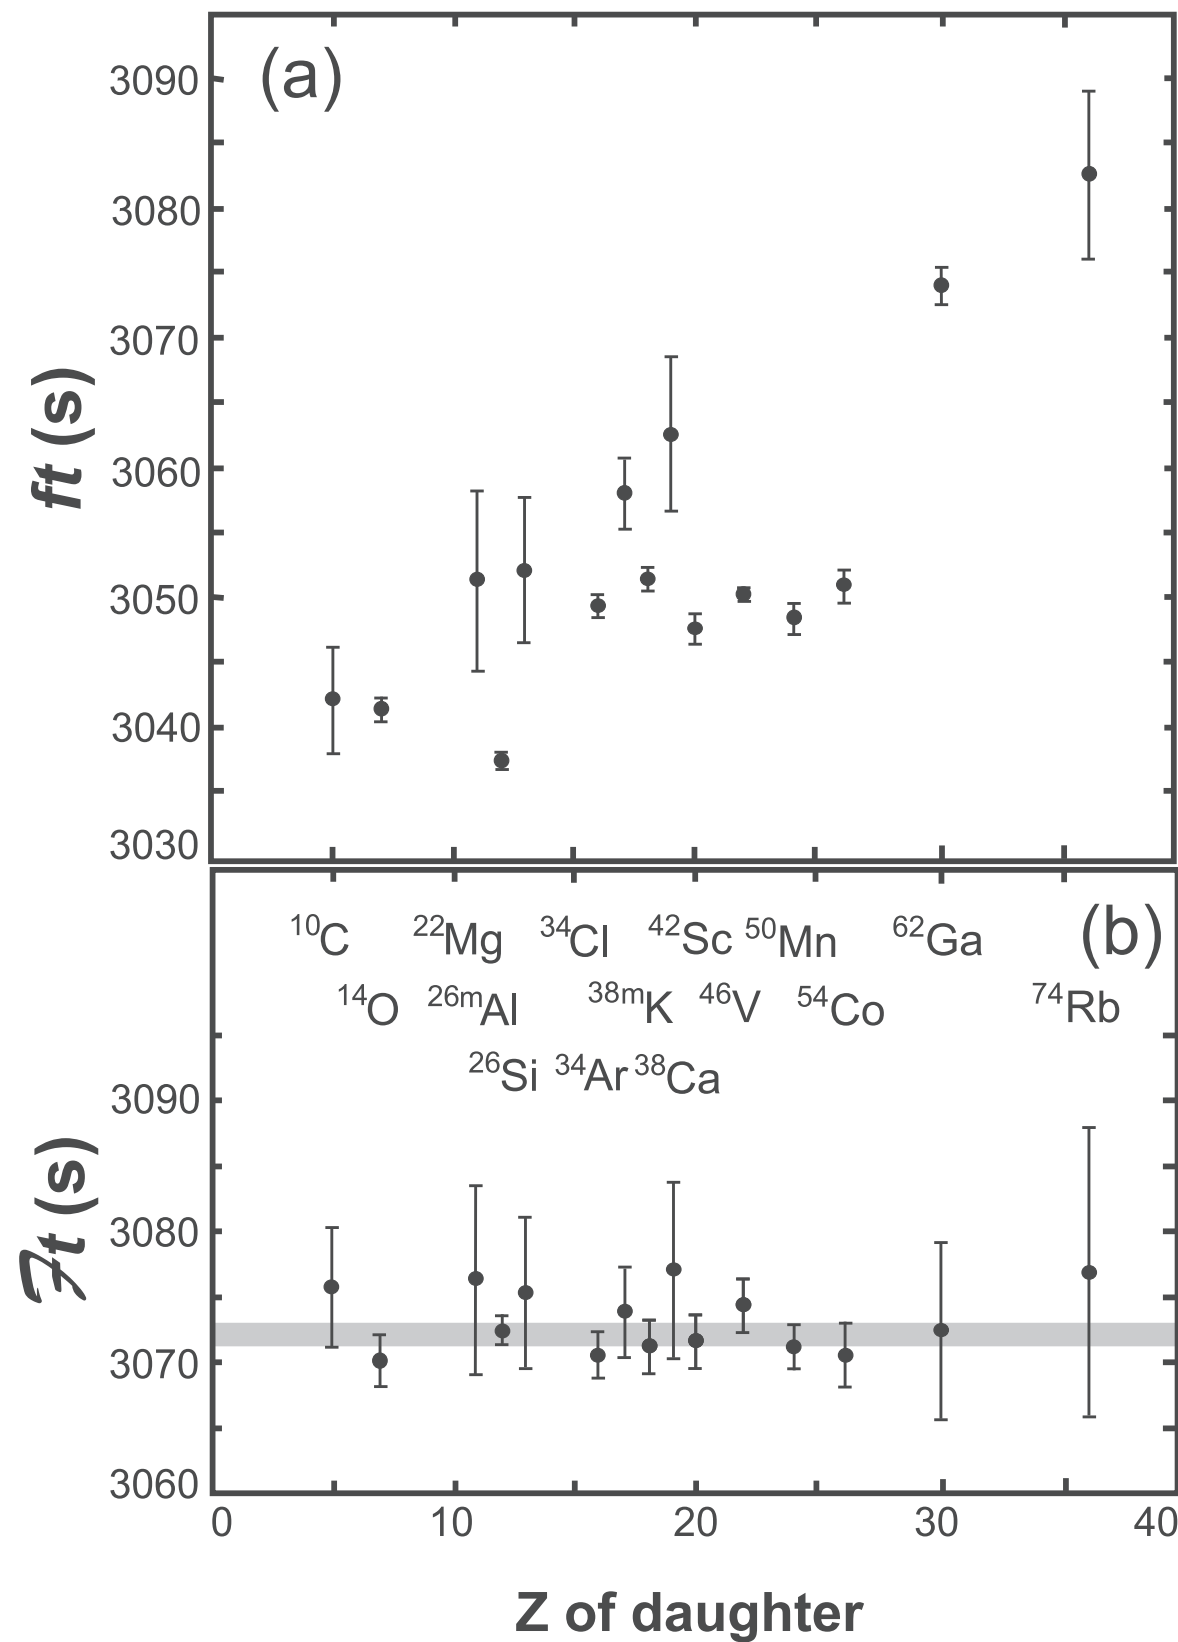 (a)
3090
3080
3070
3060
3050
3040
3030
ft (s)
(b)
10C 22Mg 34Cl 42Sc 50Mn 62Ga
14O 26mAl 38mK 46V 54Co 74Rb
26Si 34Ar 38Ca
3090
3080
3070
3060
ℱt (s)
0 10 20 30 40
Z of daughter